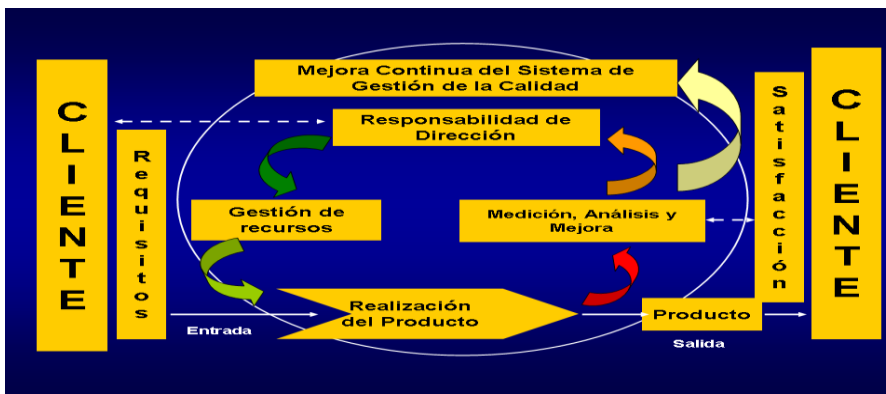 CLIENTE
Requisitos
Mejora Continua del Sistema de
Gestión de la Calidad
Responsabilidad de
Dirección
Gestión de
recursos
Medición, Análisis y
Mejora
Realización
del Producto
Entrada
Producto
Salida
Satisfacción
CLIENTE